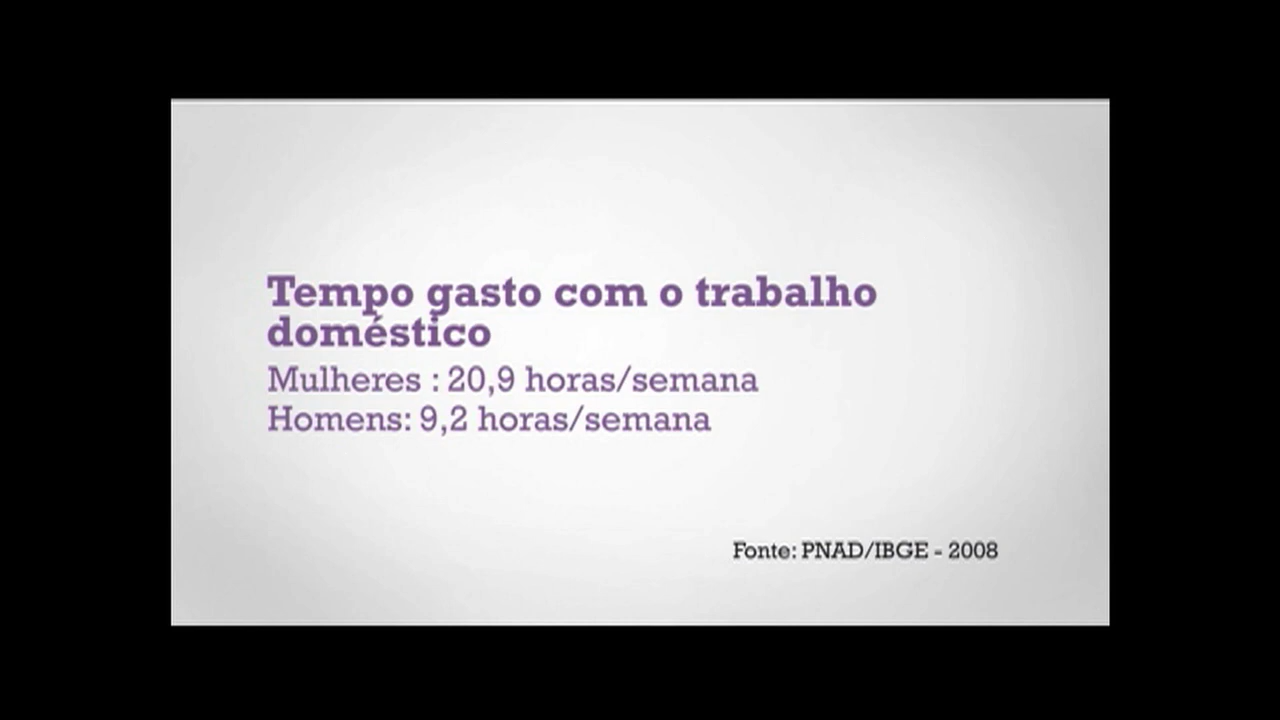 Tempo gasto com o trabalho
doméstico
Mulheres : 20,9 horas/semana
Homens: 9,2 horas/semana
Fonte: PNAD/IBGE - 2008